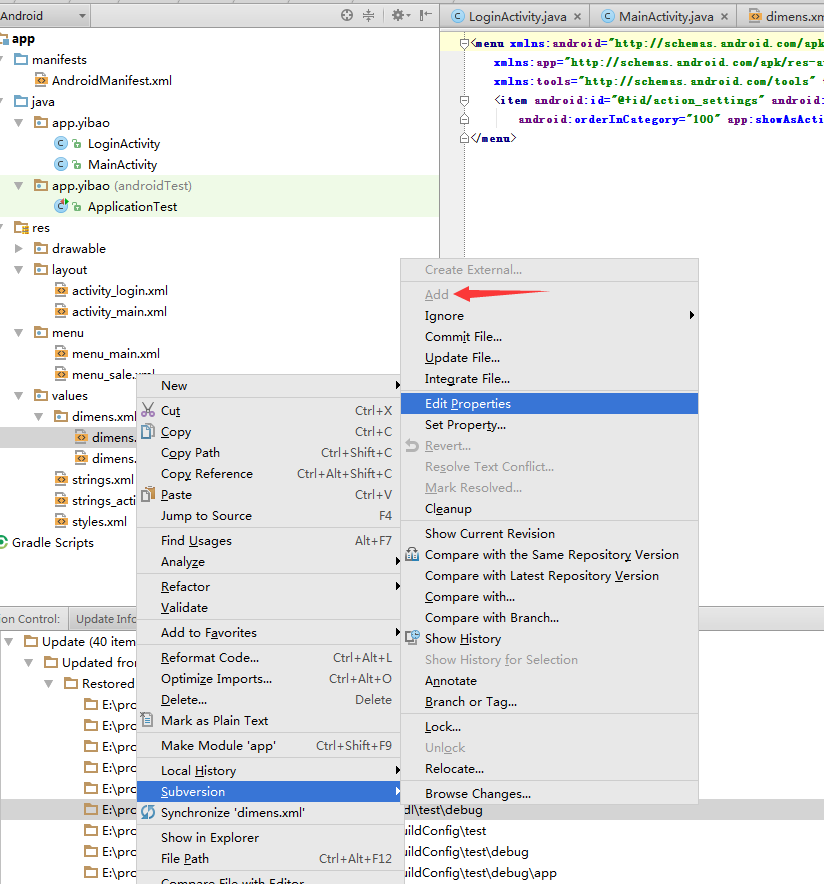 Android
LoginActivity.java
MainActivity.java
dimens.xm
app
manifests
AndroidManifest.xml
java
app.yibao
LoginActivity
MainActivity
app.yibao (androidTest)
ApplicationTest
res
drawable
layout
activity_login.xml
activity_main.xml
menu
menu_main.xml
menu_sale.xml
values
dimens.xml
dimens.
dimens.
strings.xml
strings_acti
styles.xml
Gradle Scripts
<menu xmlns:android="http://schemas.android.com/apk
xmlns:app="http://schemas.android.com/apk/res-a
xmlns:tools="http://schemas.android.com/tools"
<item android:id="@+id/action_settings" android:
android:orderInCategory="100" app:showAsActi
</menu>
New
Cut Ctrl+X
Copy Ctrl+C
Copy Path Ctrl+Shift+C
Copy Reference Ctrl+Alt+Shift+C
Paste Ctrl+V
Jump to Source F4
Find Usages Alt+F7
Analyze
Refactor
Validate
Add to Favorites
Reformat Code... Ctrl+Alt+L
Optimize Imports... Ctrl+Alt+O
Delete... Delete
Mark as Plain Text
Make Module 'app' Ctrl+Shift+F9
Local History
Subversion
Synchronize 'dimens.xml'
Show in Explorer
File Path Ctrl+Alt+F12
Compare File with Editor
Create External...
Add
Ignore
Commit File...
Update File...
Integrate File...
Edit Properties
Set Property...
Revert...
Resolve Text Conflict...
Mark Resolved...
Cleanup
Show Current Revision
Compare with the Same Repository Version
Compare with Latest Repository Version
Compare with...
Compare with Branch...
Show History
Show History for Selection
Annotate
Branch or Tag...
Lock...
Unlock
Relocate...
Browse Changes...
on Control:
Update Info
Update (40 item
Updated from
Restored
E:\pro
E:\pro
E:\pro
E:\pro
E:\pro
E:\pro dl\test\debug
E:\pro uildConfig\test
E:\pro uildConfig\test\debug
E:\pro uildConfig\test\debug\app